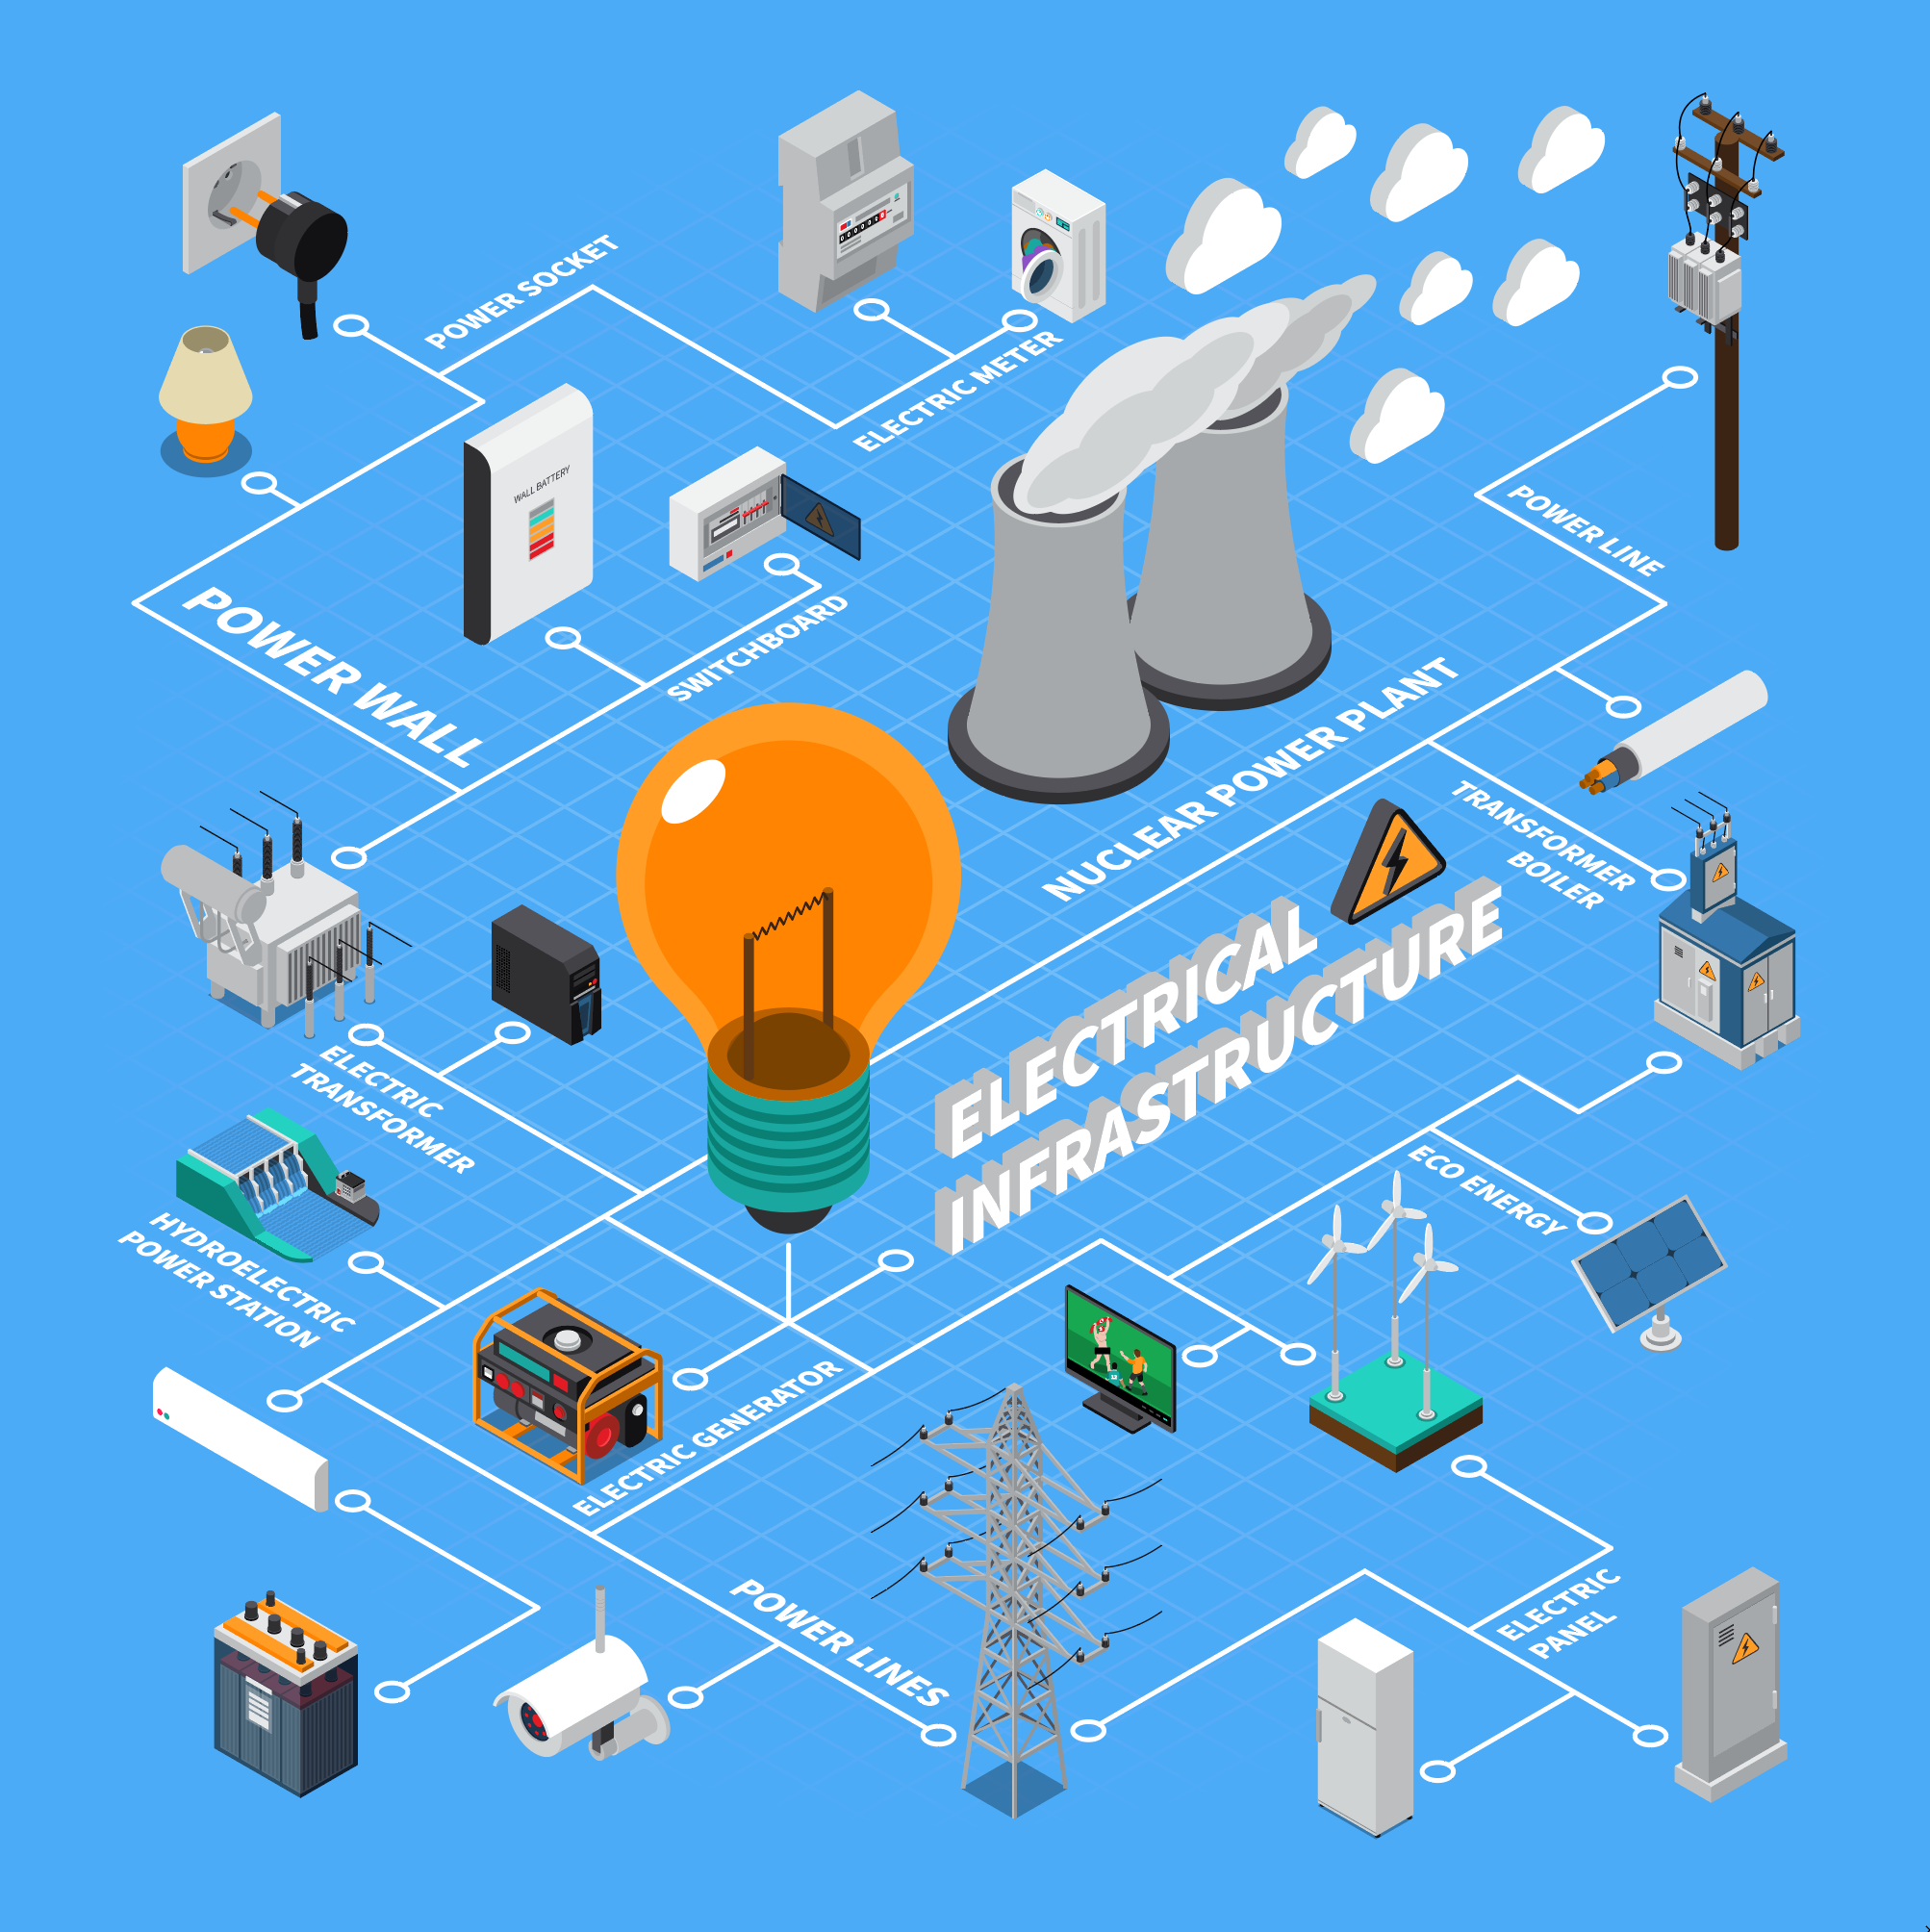 POWER SOCKET
ELECTRIC METER
POWER LINE
WALL BATTERY
SWITCHBOARD
POWER WALL
NUCLEAR POWER PLANT
TRANSFORMER
BOILER
ELECTRICAL
INFRASTRUCTURE
ELECTRIC
TRANSFORMER
ECO ENERGY
HYDROELECTRIC
POWER STATION
ELECTRIC GENERATOR
POWER LINES
ELECTRIC
PANEL